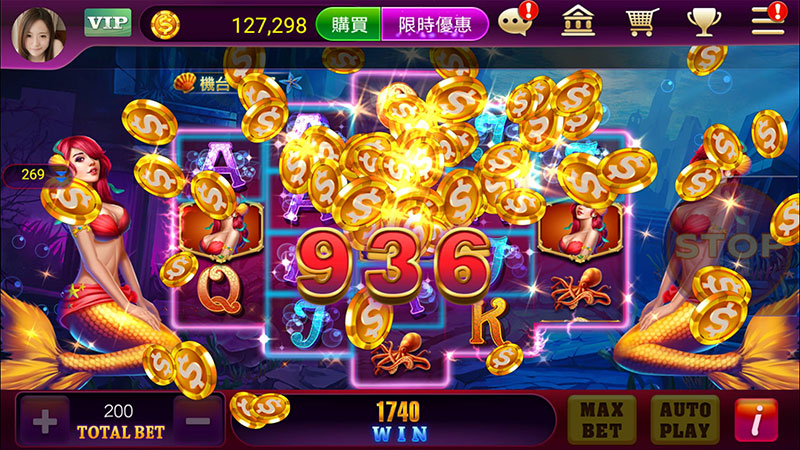 VIP
127,298
購買
限時優惠
機台
269
A
936
STOP
Q
J
K
200
TOTAL BET
1740
WIN
MAX
BET
AUTO
PLAY